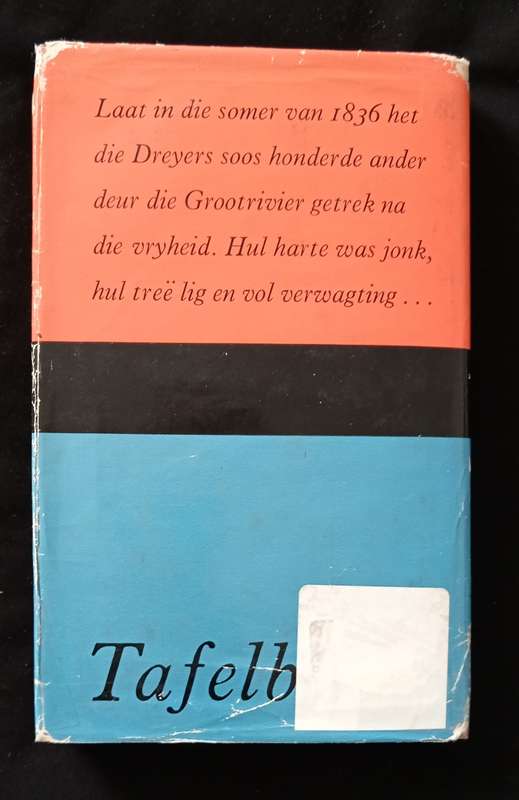 Laat in die somer van 1836 het
die Dreyers soos honderde ander
deur die Grootrivier getrek na
die vryheid. Hul harte was jonk,
hul treë lig en vol verwagting ...
Tafelb